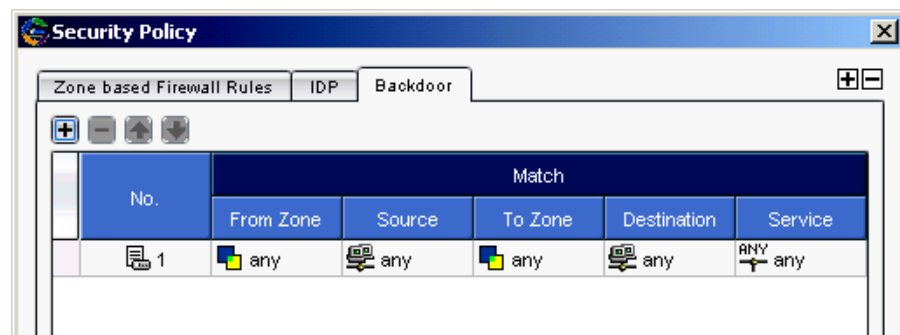 Security Policy
Zone based Firewall Rules IDP Backdoor
No. Match
From Zone Source To Zone Destination Service
1 any any any any ANY any